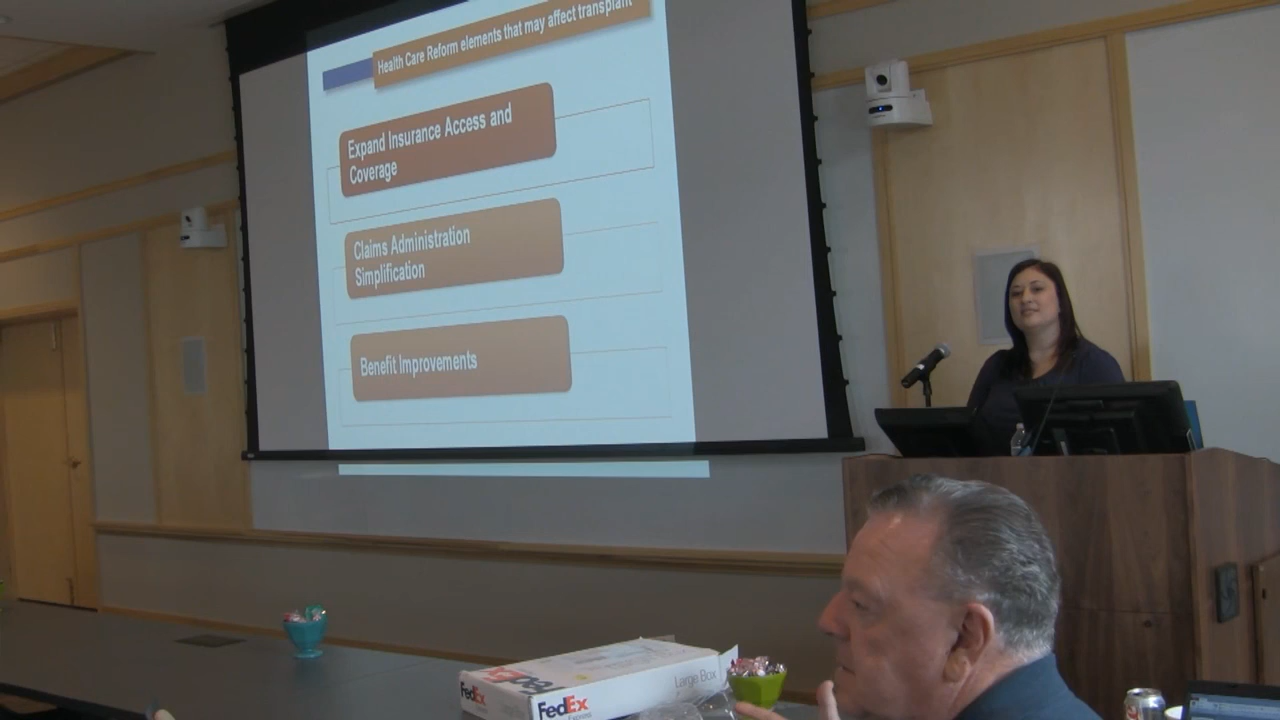 Health Care Reform elements that may affect transplant
Expand Insurance Access and
Coverage
Claims Administration
Simplification
Benefit Improvements
FedEx
FedEx
FedEx
Large Box